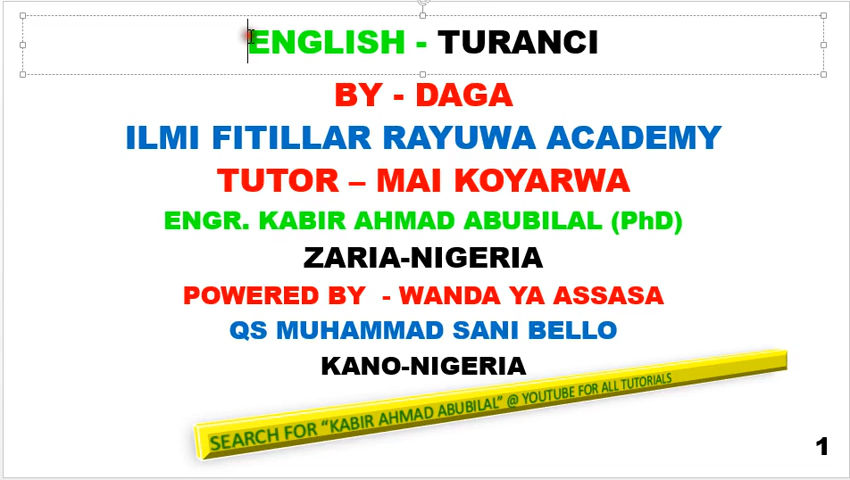 ENGLISH - TURANCI
BY - DAGA
ILMI FITILLAR RAYUWA ACADEMY
TUTOR – MAI KOYARWA
ENGR. KABIR AHMAD ABUBILAL (PhD)
ZARIA-NIGERIA
POWERED BY - WANDA YA ASSASA
QS MUHAMMAD SANI BELLO
KANO-NIGERIA
SEARCH FOR “KABIR AHMAD ABUBILAL” @ YOUTUBE FOR ALL TUTORIALS
1